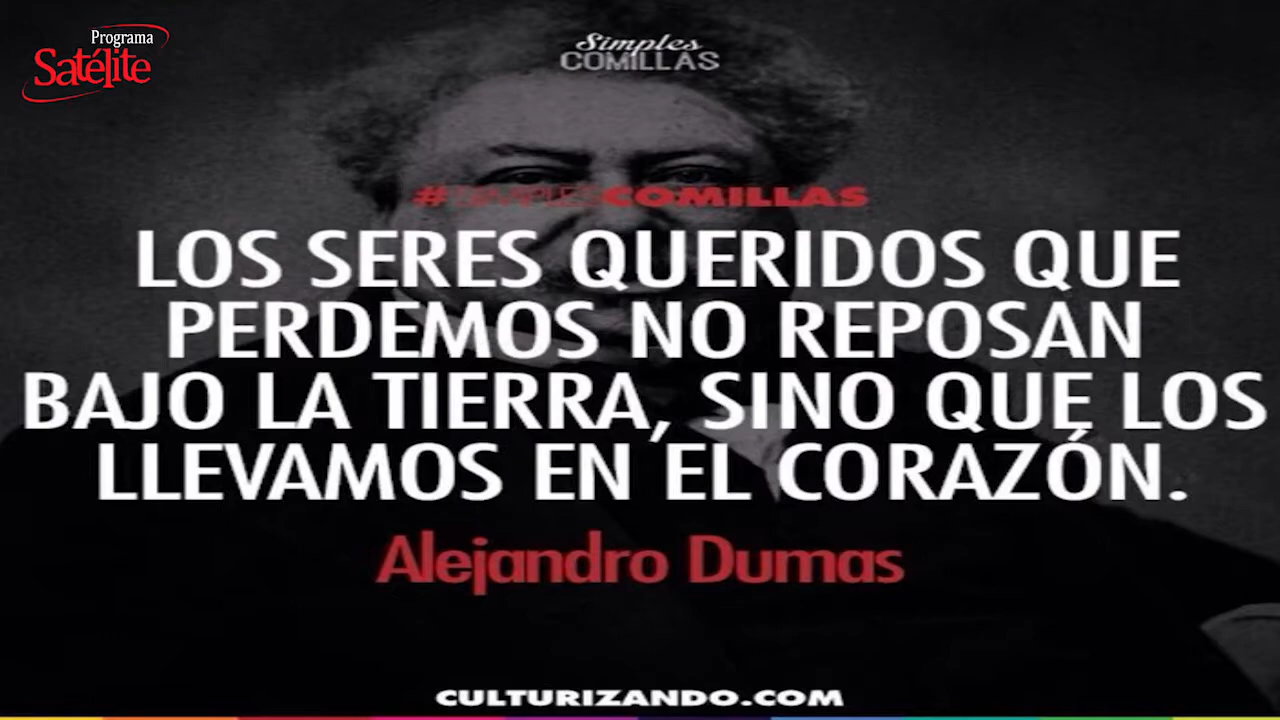 Programa
Satélite
Simples
COMILLAS
#SIMPLESCOMILLAS
LOS SERES QUERIDOS QUE
PERDEMOS NO REPOSAN
BAJO LA TIERRA, SINO QUE LOS
LLEVAMOS EN EL CORAZÓN.
Alejandro Dumas
CULTURIZANDO.COM